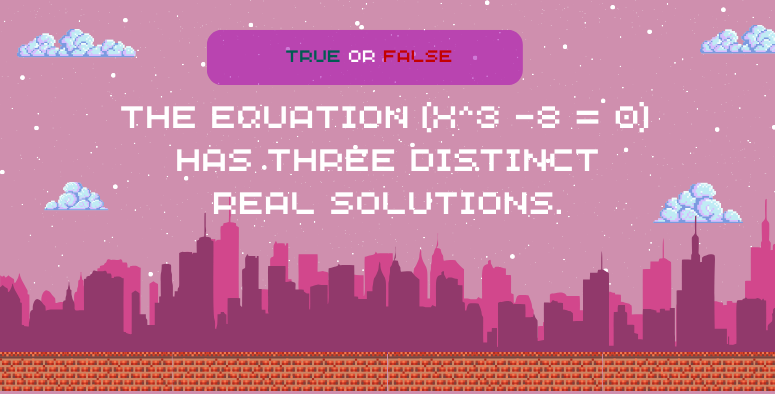 TRUE OR FALSE
THE EQUATION (X^3 -8 = 0)
HAS THREE DISTINCT
REAL SOLUTIONS.